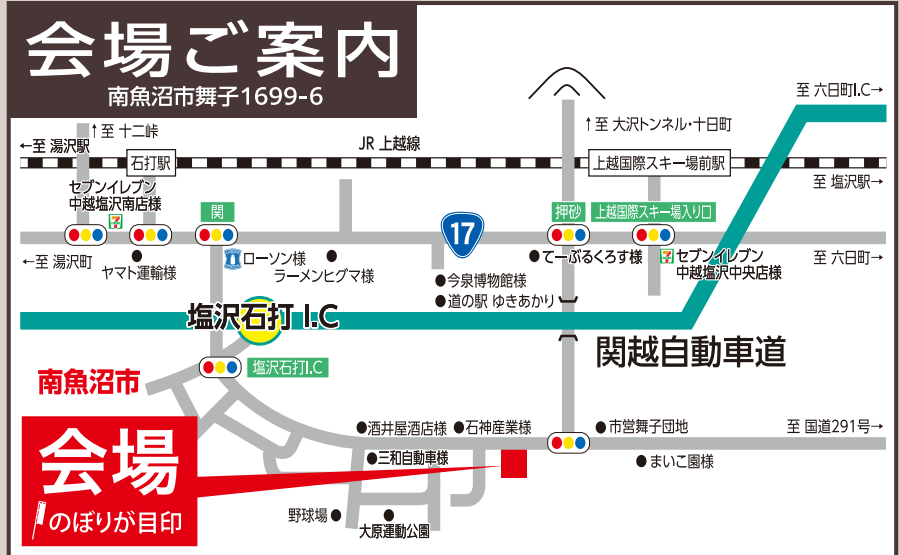 会場ご案内
南魚沼市舞子1699-6
至 六日町I.C→
↑至 十二峠
↑至 大沢トンネル・十日町
←至 湯沢駅
JR 上越線
石打駅
上越国際スキー場前駅
至 塩沢駅→
セブンイレブン
中越塩沢南店様
関
17
押砂
上越国際スキー場入り口
←至 湯沢町
ヤマト運輸様
ローソン様
ラーメンヒグマ様
てーぶるくろす様
セブンイレブン
中越塩沢中央店様
至 六日町→
今泉博物館様
道の駅 ゆきあかり
塩沢石打 I.C
関越自動車道
塩沢石打I.C
南魚沼市
酒井屋酒店様
石神産業様
市営舞子団地
至 国道291号→
会場
のぼりが目印
三和自動車様
まいこ園様
野球場
大原運動公園